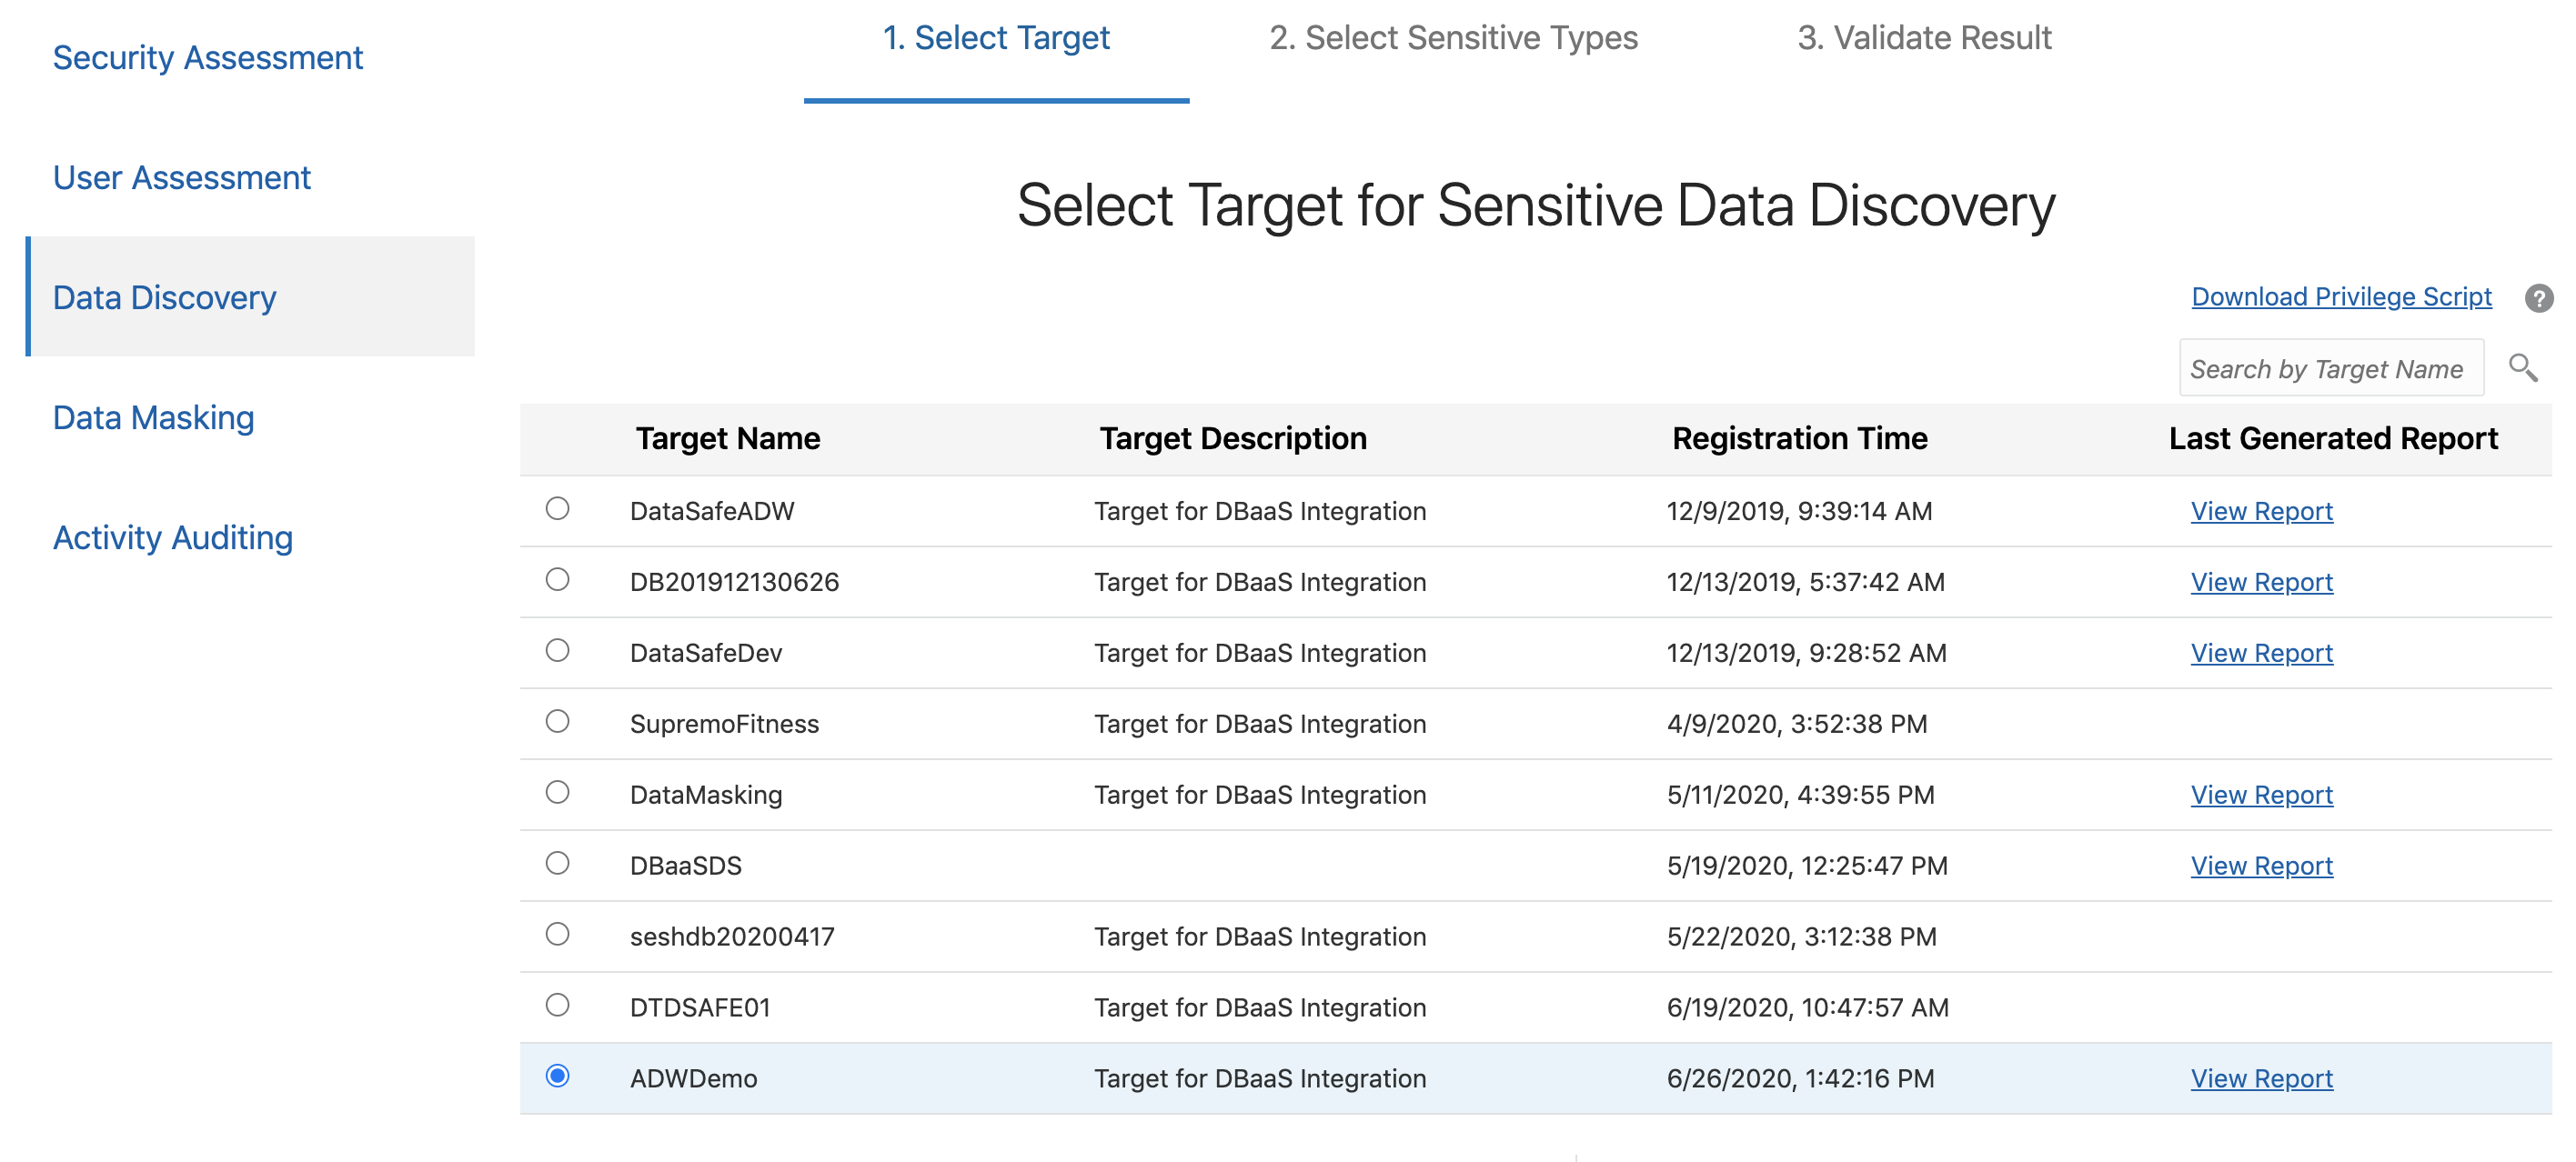 Security Assessment
User Assessment
Data Discovery
Data Masking
Activity Auditing
1. Select Target 2. Select Sensitive Types 3. Validate Result
Select Target for Sensitive Data Discovery
Download Privilege Script ?
Search by Target Name
Target Name Target Description Registration Time Last Generated Report
DataSafeADW Target for DBaaS Integration 12/9/2019, 9:39:14 AM View Report
DB201912130626 Target for DBaaS Integration 12/13/2019, 5:37:42 AM View Report
DataSafeDev Target for DBaaS Integration 12/13/2019, 9:28:52 AM View Report
SupremoFitness Target for DBaaS Integration 4/9/2020, 3:52:38 PM
DataMasking Target for DBaaS Integration 5/11/2020, 4:39:55 PM View Report
DBaaSDS 5/19/2020, 12:25:47 PM View Report
seshdb20200417 Target for DBaaS Integration 5/22/2020, 3:12:38 PM
DTDSAFE01 Target for DBaaS Integration 6/19/2020, 10:47:57 AM
ADWDemo Target for DBaaS Integration 6/26/2020, 1:42:16 PM View Report